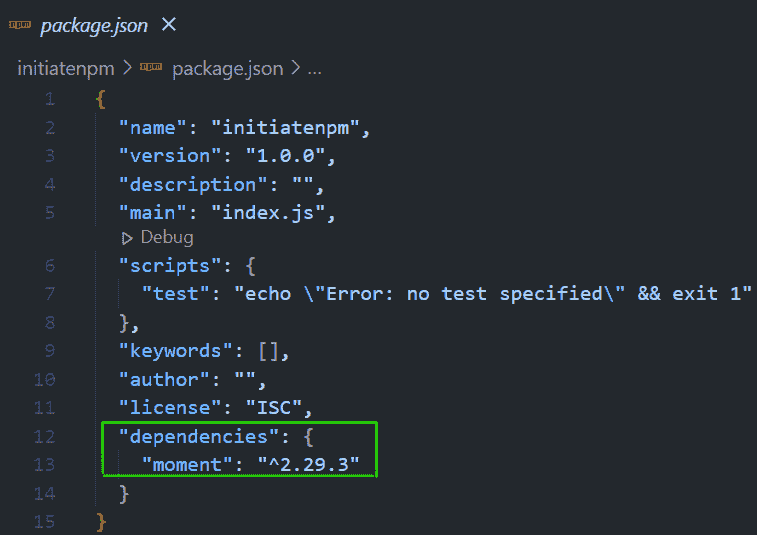 npm package.json ×
initiatenpm > npm package.json > ...
1 {
2 "name": "initiatenpm",
3 "version": "1.0.0",
4 "description": "",
5 "main": "index.js",
Debug
6 "scripts": {
7 "test": "echo \"Error: no test specified\" && exit 1"
8 },
9 "keywords": [],
10 "author": "",
11 "license": "ISC",
12 "dependencies": {
13 "moment": "^2.29.3"
14 }
15 }